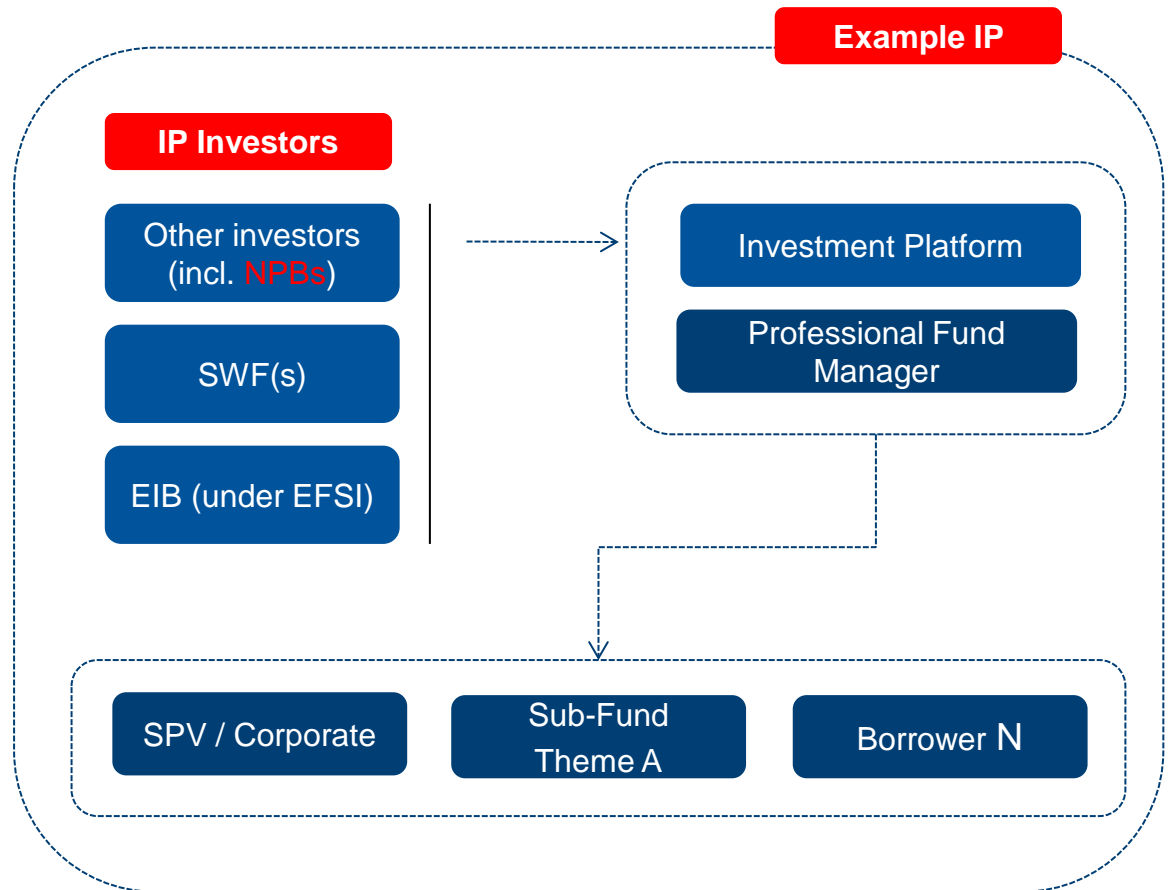 Example IP
IP Investors
Other investors
(incl. NPBs)
SWF(s)
EIB (under EFSI)
Investment Platform
Professional Fund
Manager
SPV / Corporate
Sub-Fund
Theme A
Borrower N